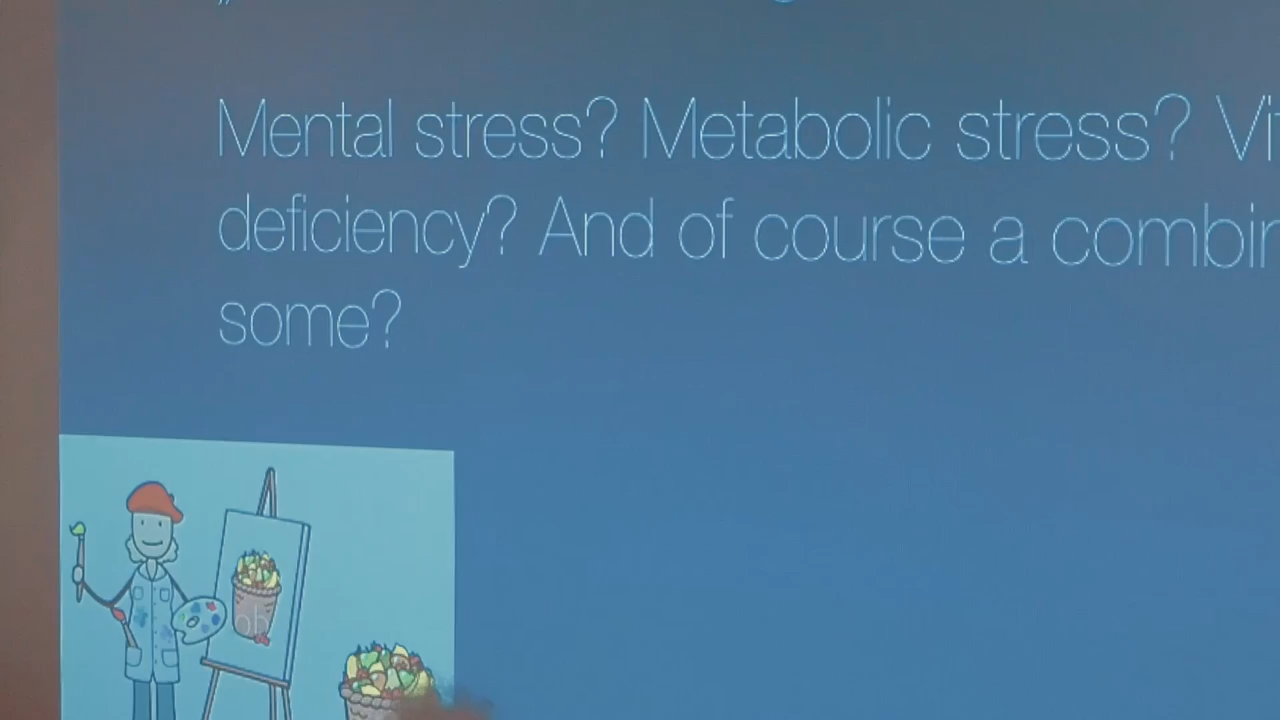 Mental stress? Metabolic stress?
deficiency? And of course a
some?